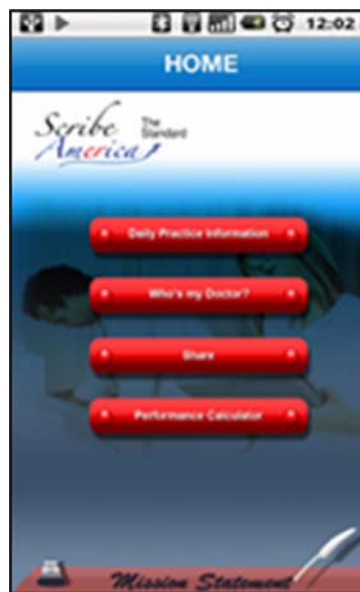 12:02
HOME
Scribe The
America Standard
Daily Practice Information
Who's my Doctor?
Share
Performance Calculator
Mission Statement